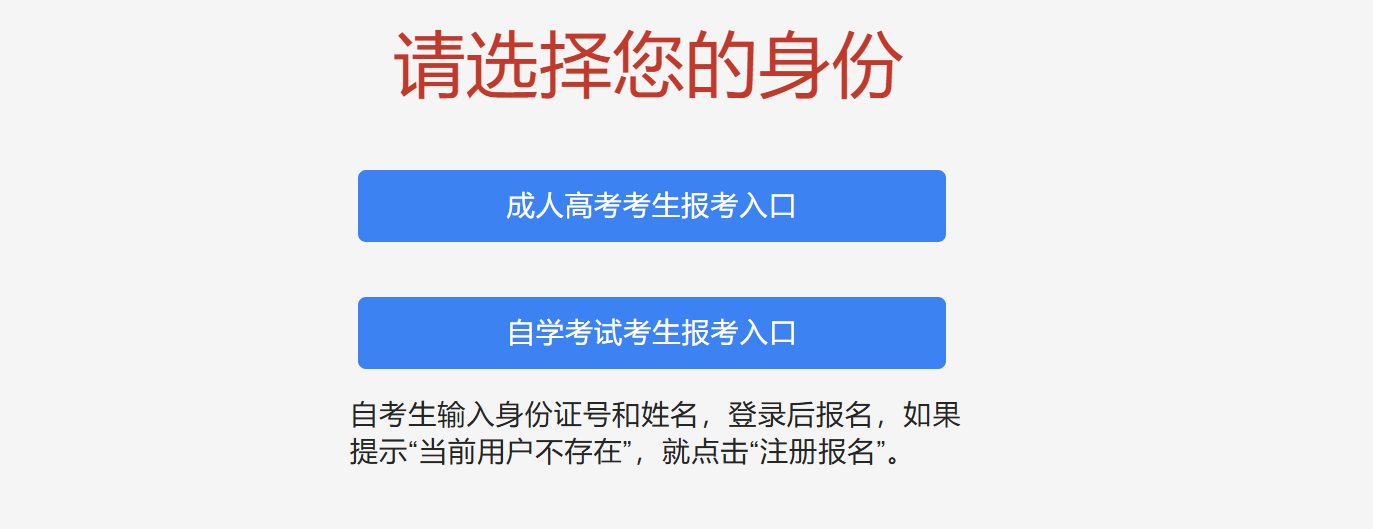 请选择您的身份
成人高考考生报考入口
自学考试考生报考入口
自考生输入身份证号和姓名，登录后报名，如果
提示“当前用户不存在”，就点击“注册报名”。